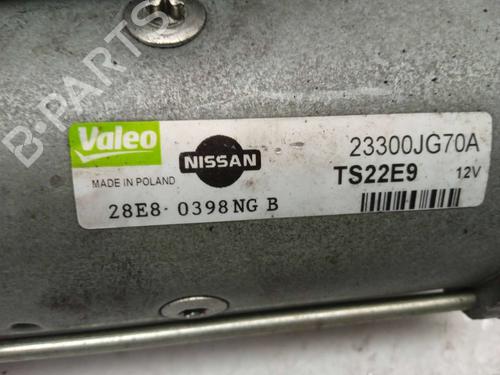 B-PARTS
Valeo
NISSAN
23300JG70A
MADE IN POLAND
TS22E9
12V
28E8· 0398NG B